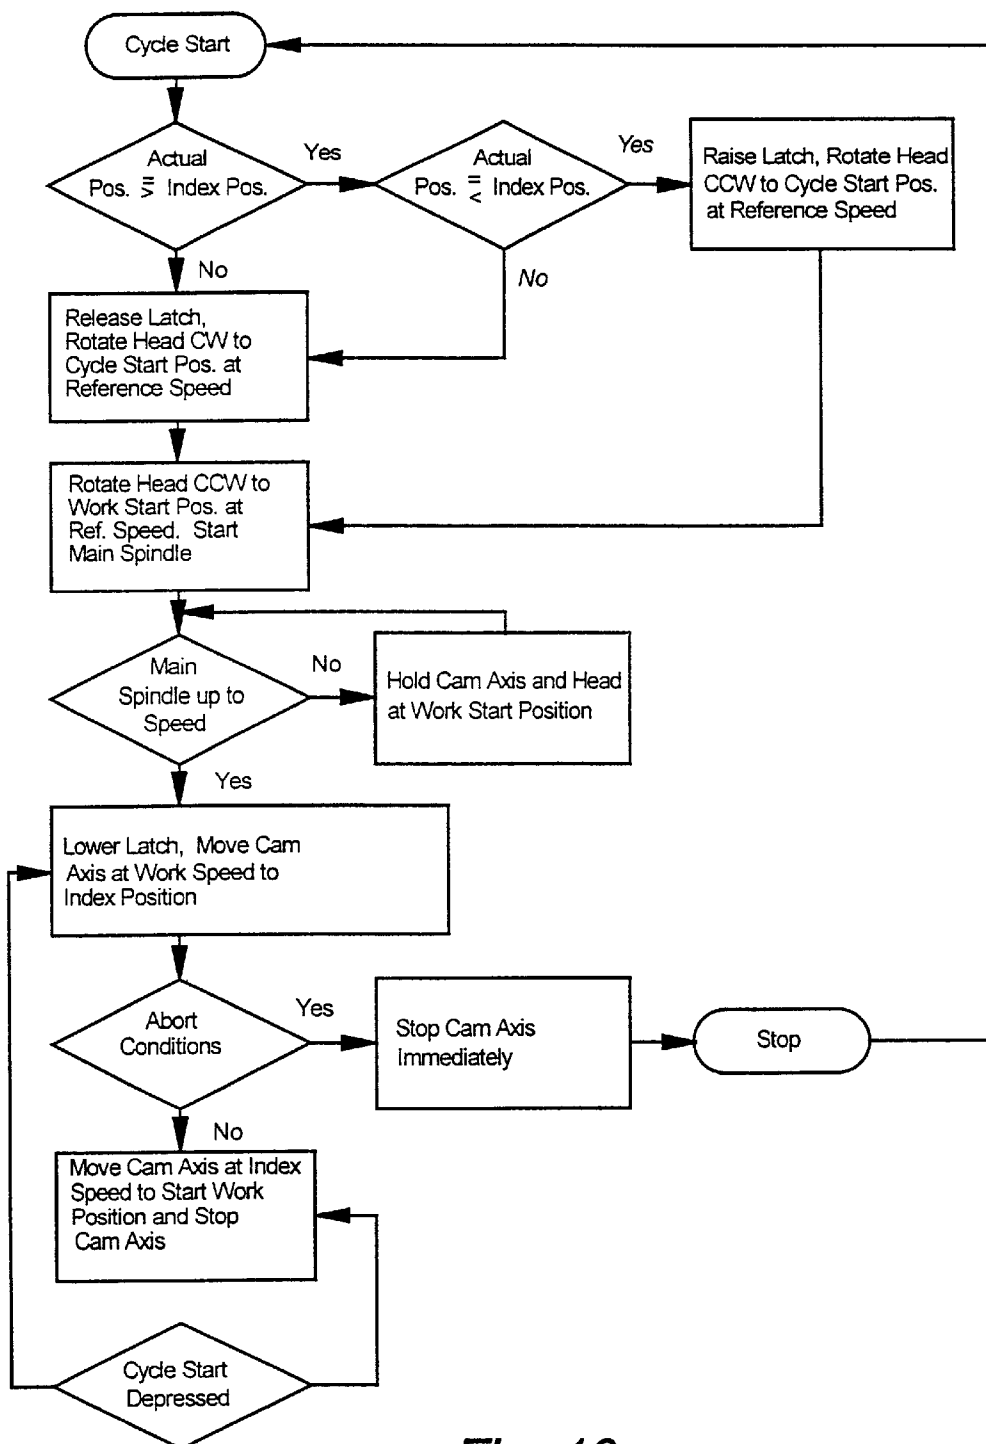 Cycle Start
Actual
Pos. ≧ Index Pos.
Yes
Actual
Pos. ≦ Index Pos.
Yes
Raise Latch, Rotate Head
CCW to Cycle Start Pos.
at Reference Speed
No
No
Release Latch,
Rotate Head CW to
Cycle Start Pos. at
Reference Speed
Rotate Head CCW to
Work Start Pos. at
Ref. Speed. Start
Main Spindle
Main
Spindle up to
Speed
No
Hold Cam Axis and Head
at Work Start Position
Yes
Lower Latch, Move Cam
Axis at Work Speed to
Index Position
Abort
Conditions
Yes
Stop Cam Axis
Immediately
Stop
No
Move Cam Axis at Index
Speed to Start Work
Position and Stop
Cam Axis
Cycle Start
Depressed